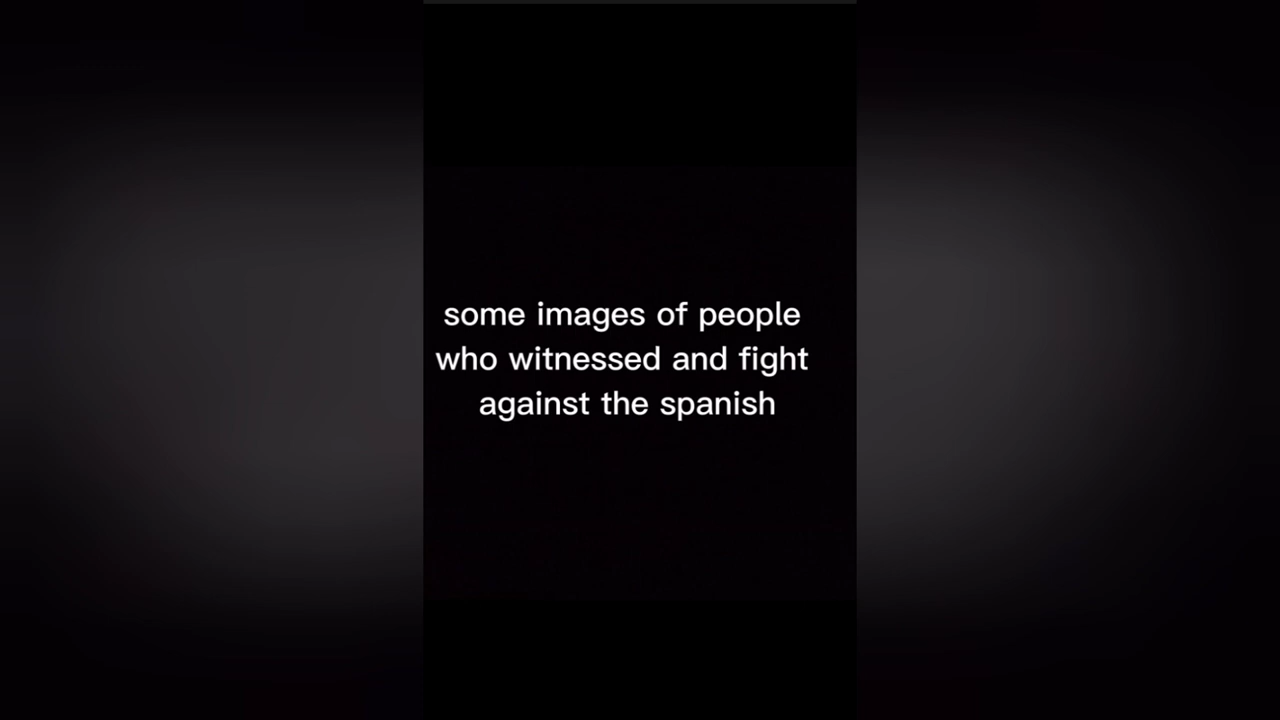 some images of people
who witnessed and fight
against the spanish